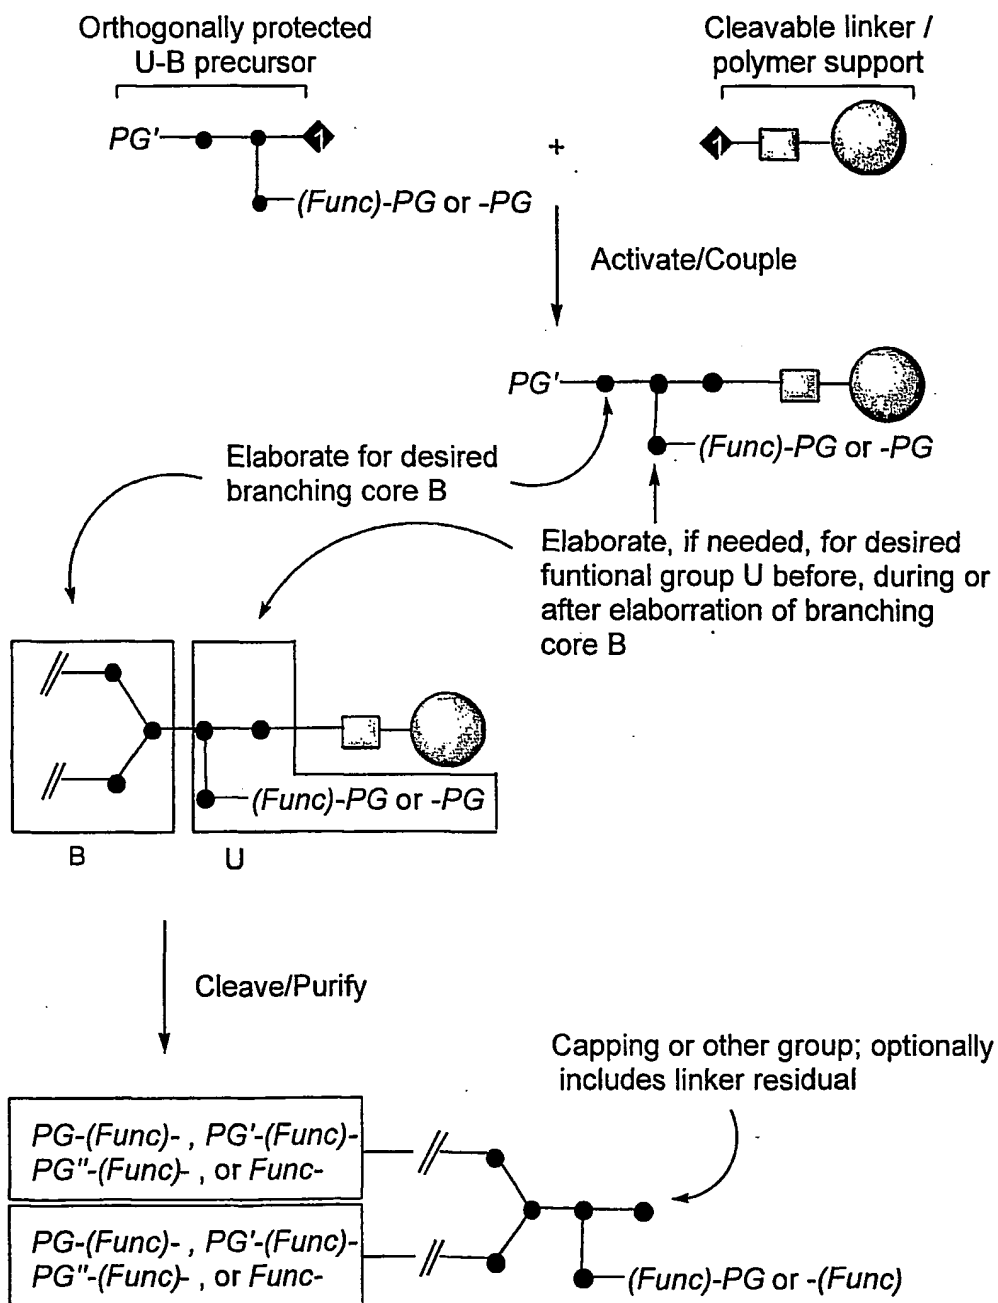 Orthogonally protected
U-B precursor
Cleavable linker /
polymer support
PG'
1
+
1
(Func)-PG or -PG
Activate/Couple
PG'
(Func)-PG or -PG
Elaborate for desired
branching core B
Elaborate, if needed, for desired
funtional group U before, during or
after elaborration of branching
core B
(Func)-PG or -PG
B
U
Cleave/Purify
Capping or other group; optionally
includes linker residual
PG-(Func)- , PG'-(Func)-
PG"-(Func)- , or Func-
PG-(Func)- , PG'-(Func)-
PG"-(Func)- , or Func-
(Func)-PG or -(Func)